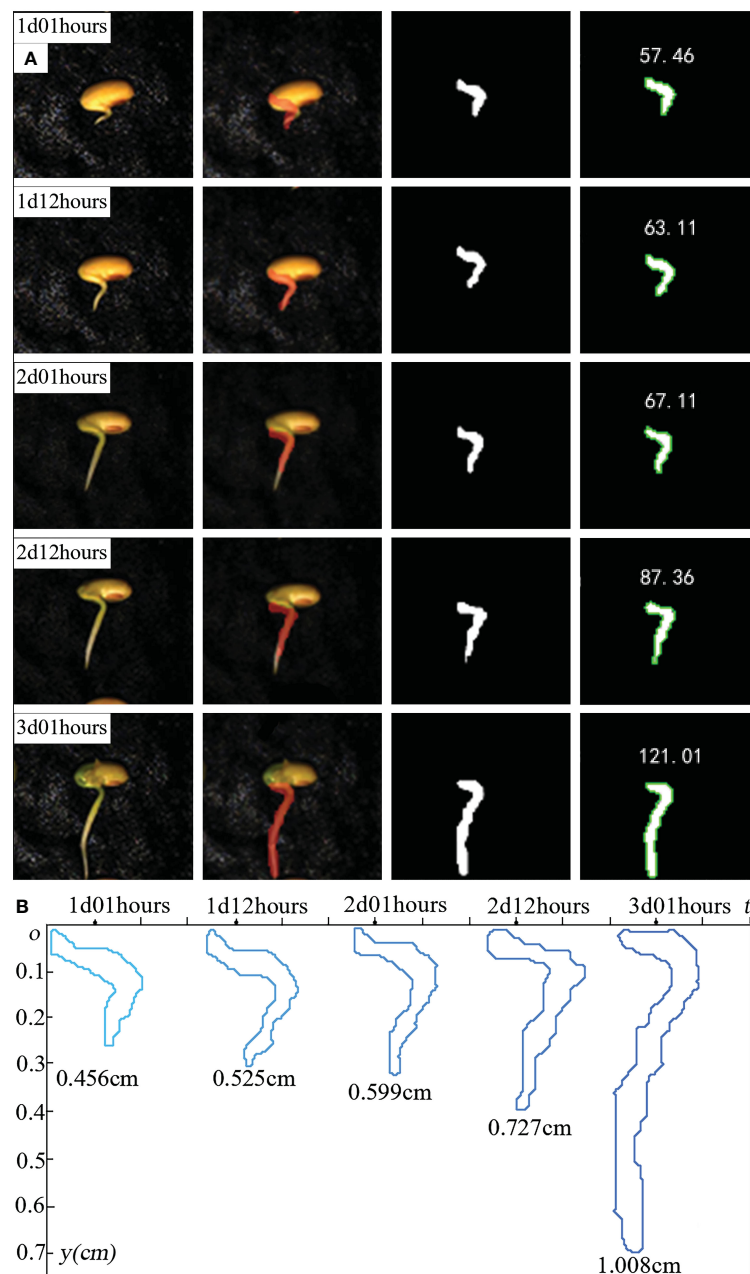 1d01hours
A
57.46
1d12hours
63.11
2d01hours
67.11
2d12hours
87.36
3d01hours
121.01
B
1d01hours 1d12hours 2d01hours 2d12hours 3d01hours t
o
0.1
0.2
0.3
0.456cm 0.525cm 0.599cm
0.4
0.727cm
0.5
0.6
0.7 y(cm)
1.008cm